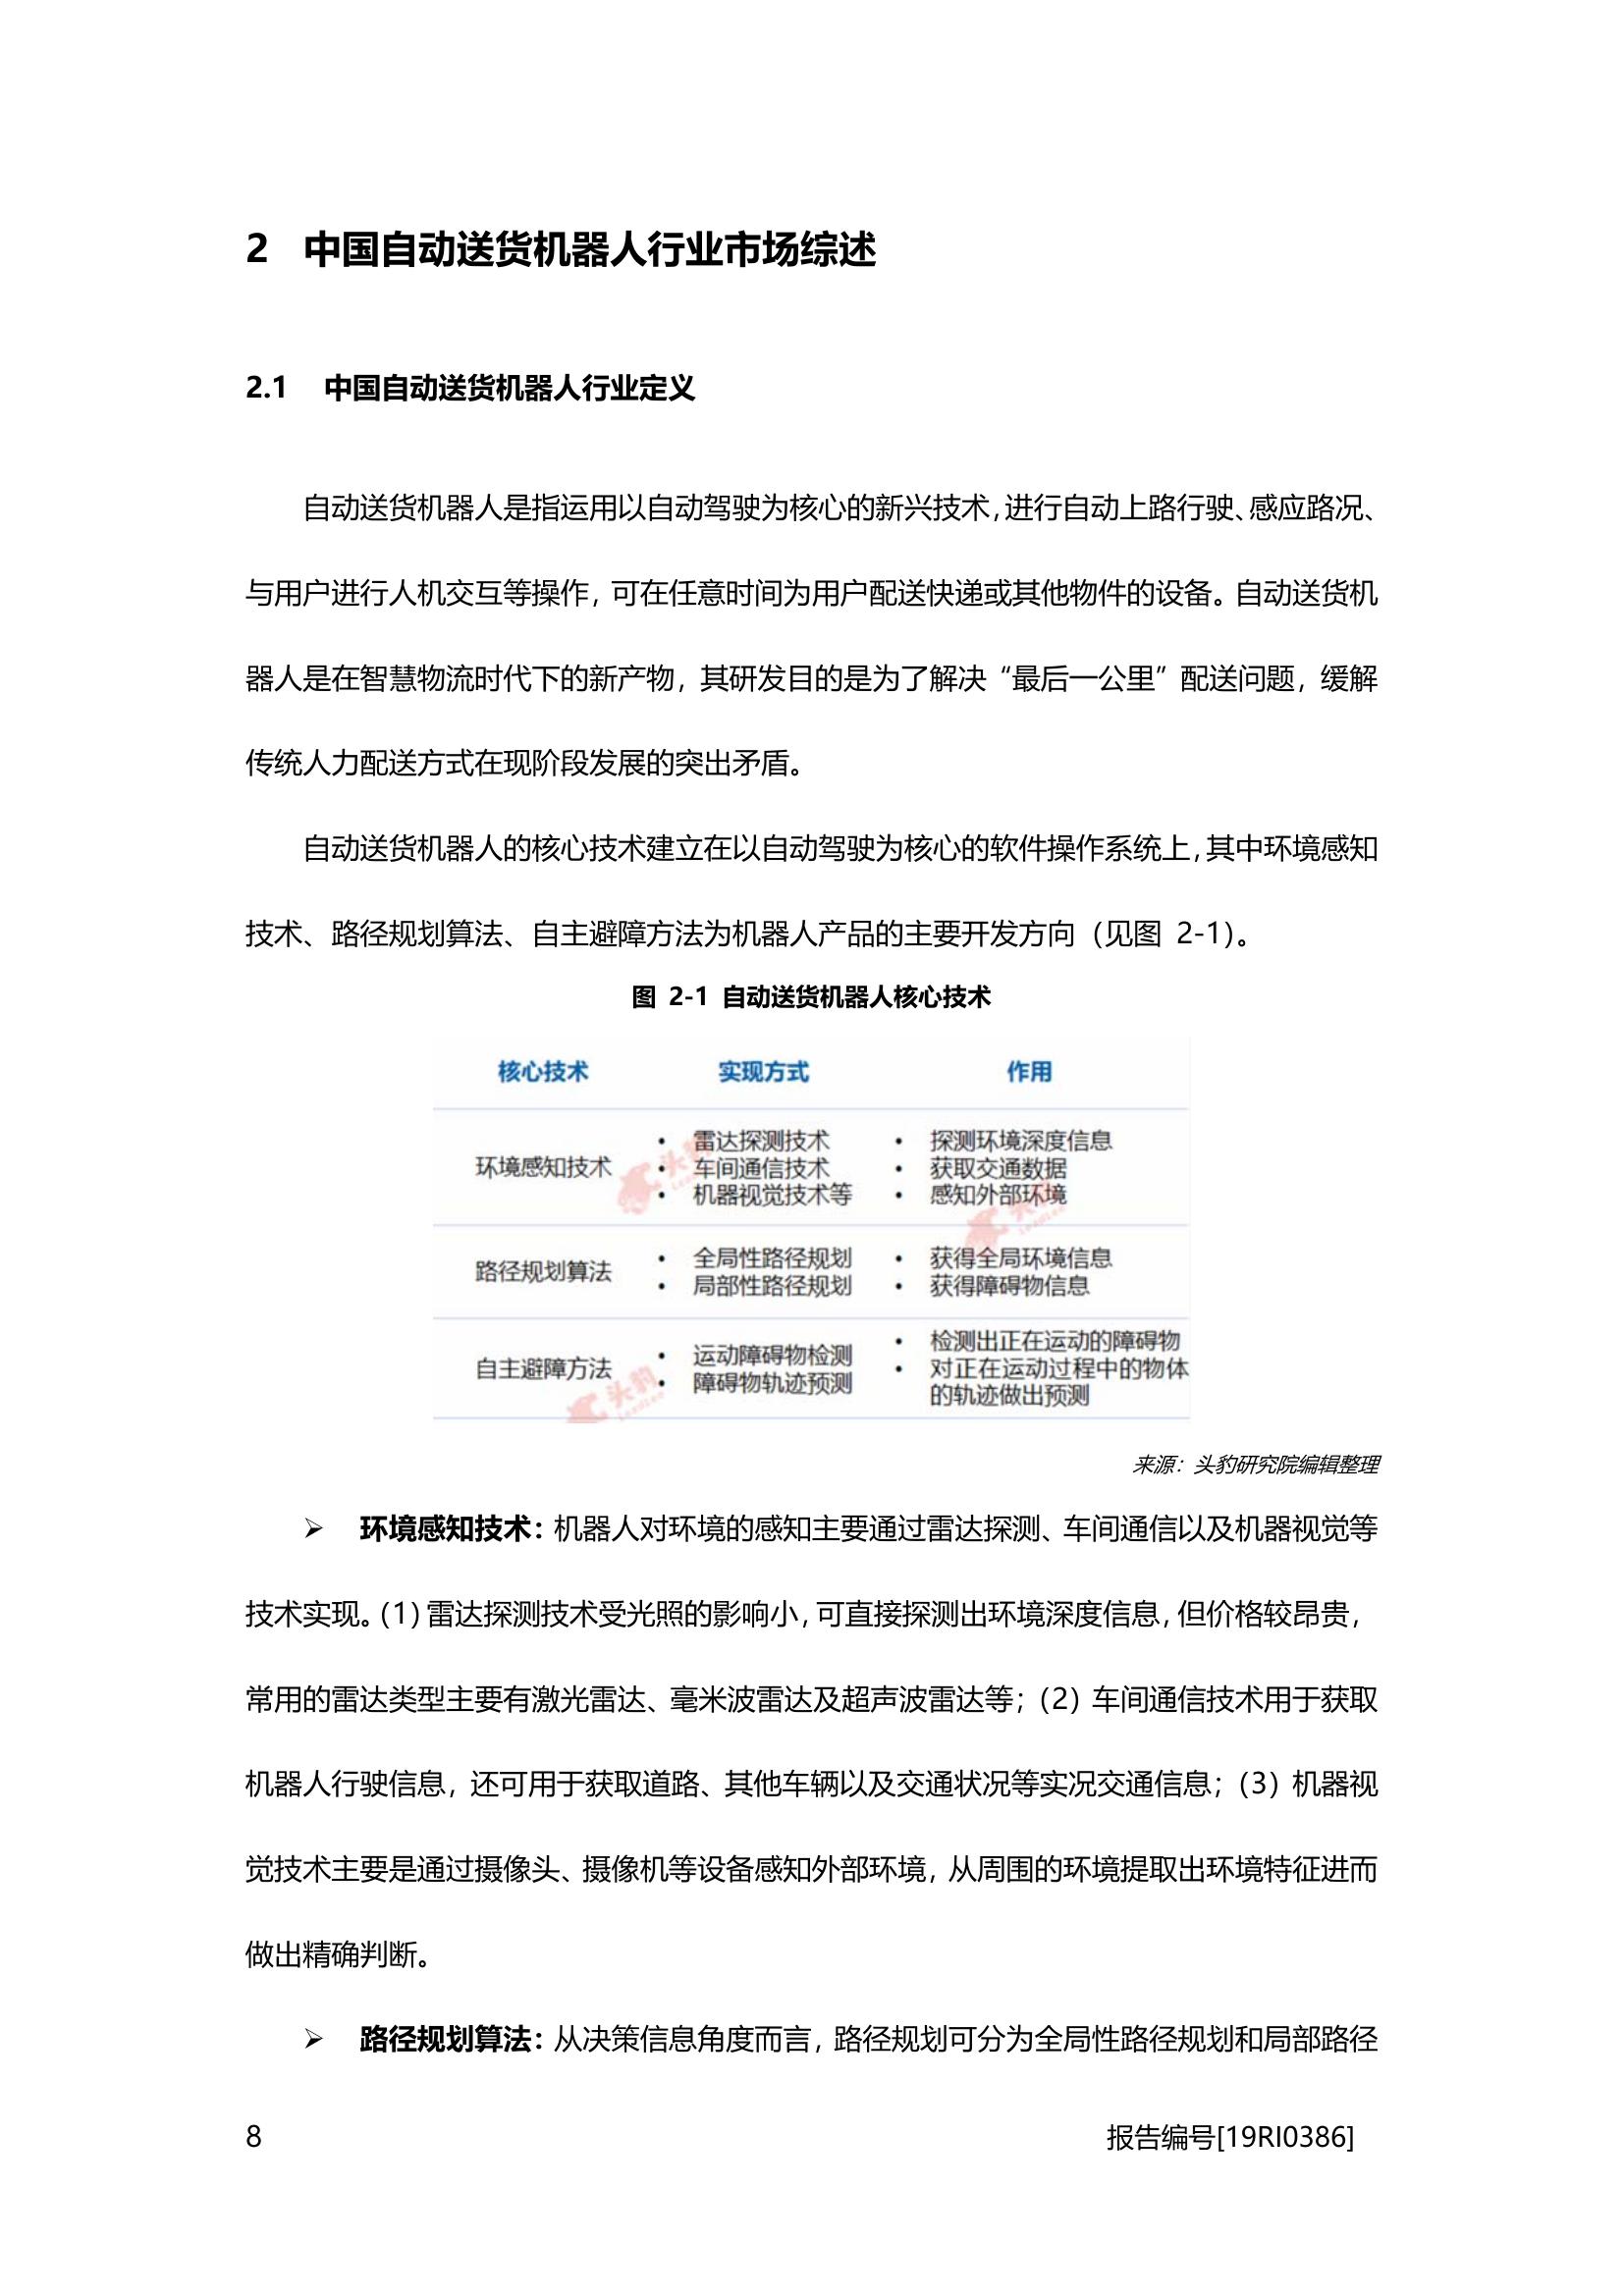 2 中国自动送货机器人行业市场综述
2.1 中国自动送货机器人行业定义
自动送货机器人是指运用以自动驾驶为核心的新兴技术,进行自动上路行驶、感应路况、
与用户进行人机交互等操作，可在任意时间为用户配送快递或其他物件的设备。自动送货机
器人是在智慧物流时代下的新产物，其研发目的是为了解决“最后一公里”配送问题，缓解
传统人力配送方式在现阶段发展的突出矛盾。
自动送货机器人的核心技术建立在以自动驾驶为核心的软件操作系统上,其中环境感知
技术、路径规划算法、自主避障方法为机器人产品的主要开发方向（见图 2-1）。
图 2-1 自动送货机器人核心技术
核心技术 实现方式 作用
环境感知技术
• 雷达探测技术
• 车间通信技术
• 机器视觉技术等
• 探测环境深度信息
• 获取交通数据
• 感知外部环境
路径规划算法
• 全局性路径规划
• 局部性路径规划
• 获得全局环境信息
• 获得障碍物信息
自主避障方法
• 运动障碍物检测
• 障碍物轨迹预测
• 检测出正在运动的障碍物
• 对正在运动过程中的物体
的轨迹做出预测
头豹
LeadLeo
头豹
LeadLeo
头豹
LeadLeo
来源：头豹研究院编辑整理
➢ 环境感知技术：机器人对环境的感知主要通过雷达探测、车间通信以及机器视觉等
技术实现。（1）雷达探测技术受光照的影响小,可直接探测出环境深度信息,但价格较昂贵，
常用的雷达类型主要有激光雷达、毫米波雷达及超声波雷达等；（2）车间通信技术用于获取
机器人行驶信息，还可用于获取道路、其他车辆以及交通状况等实况交通信息；（3）机器视
觉技术主要是通过摄像头、摄像机等设备感知外部环境，从周围的环境提取出环境特征进而
做出精确判断。
➢ 路径规划算法：从决策信息角度而言，路径规划可分为全局性路径规划和局部路径
8 报告编号[19RI0386]